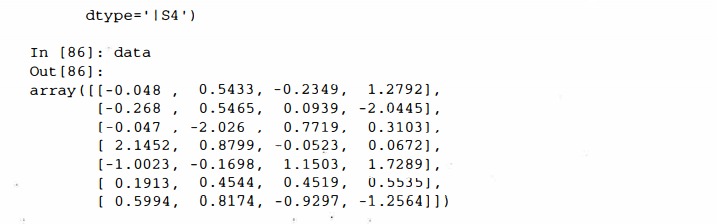 dtype='|S4')
In [86]: data
Out[86]:
array([[-0.048 ,  0.5433, -0.2349,  1.2792],
       [-0.268 ,  0.5465,  0.0939, -2.0445],
       [-0.047 , -2.026 ,  0.7719,  0.3103],
       [ 2.1452,  0.8799, -0.0523,  0.0672],
       [-1.0023, -0.1698,  1.1503,  1.7289],
       [ 0.1913,  0.4544,  0.4519,  0.5535],
       [ 0.5994,  0.8174, -0.9297, -1.2564]])